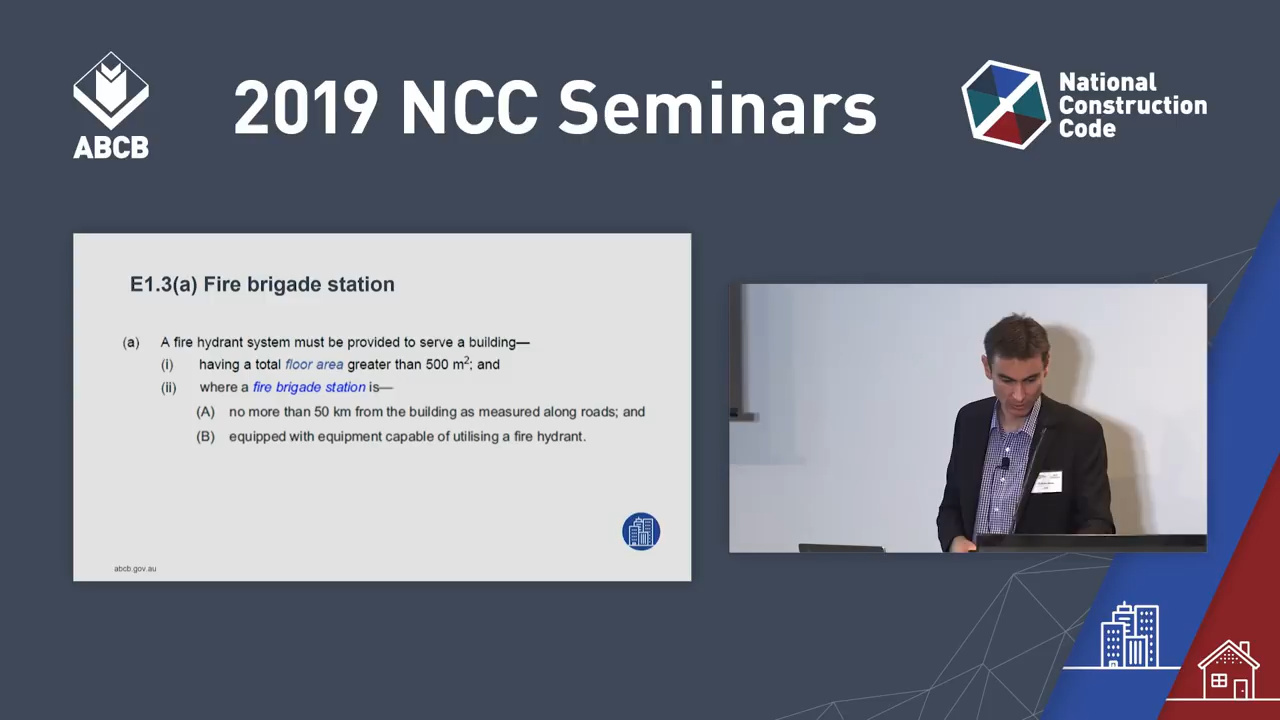 ABCB
2019 NCC Seminars
National
Construction
Code
E1.3(a) Fire brigade station
(a) A fire hydrant system must be provided to serve a building—
(i) having a total floor area greater than 500 m²; and
(ii) where a fire brigade station is—
(A) no more than 50 km from the building as measured along roads; and
(B) equipped with equipment capable of utilising a fire hydrant.
abcb.gov.au